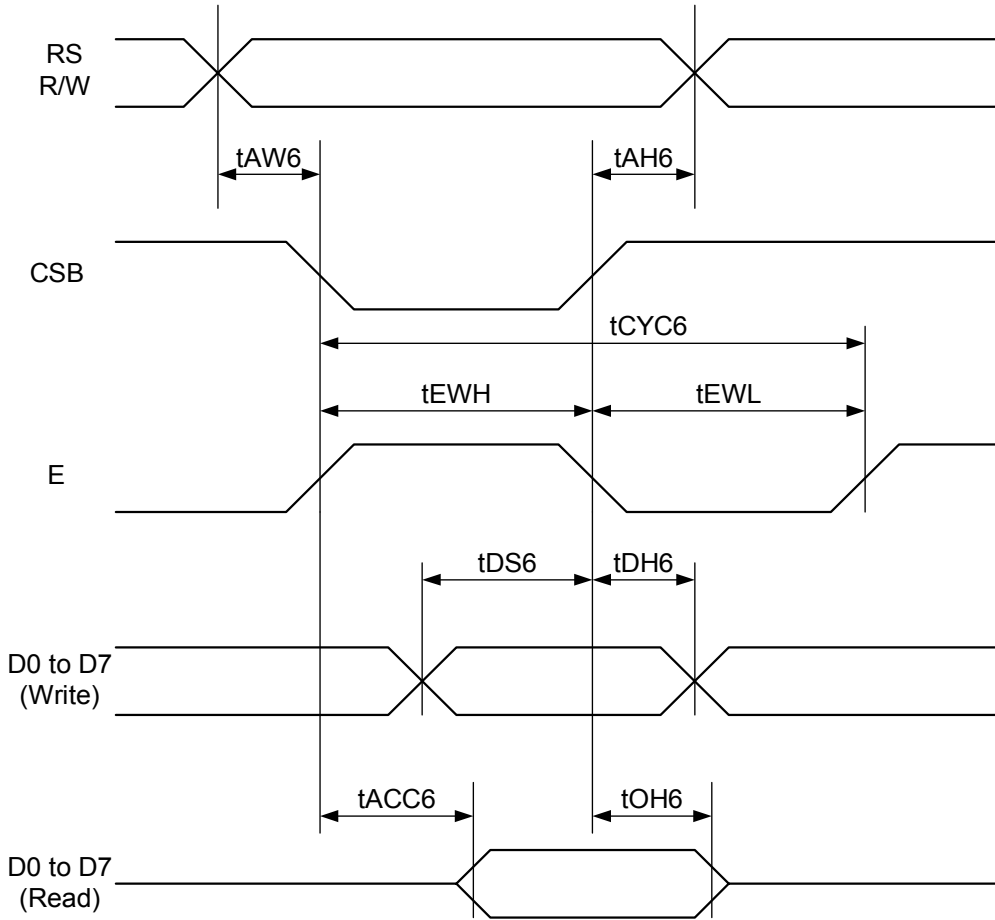 RS
R/W
tAW6
tAH6
CSB
tCYC6
tEWH
tEWL
E
tDS6
tDH6
D0 to D7
(Write)
tACC6
tOH6
D0 to D7
(Read)